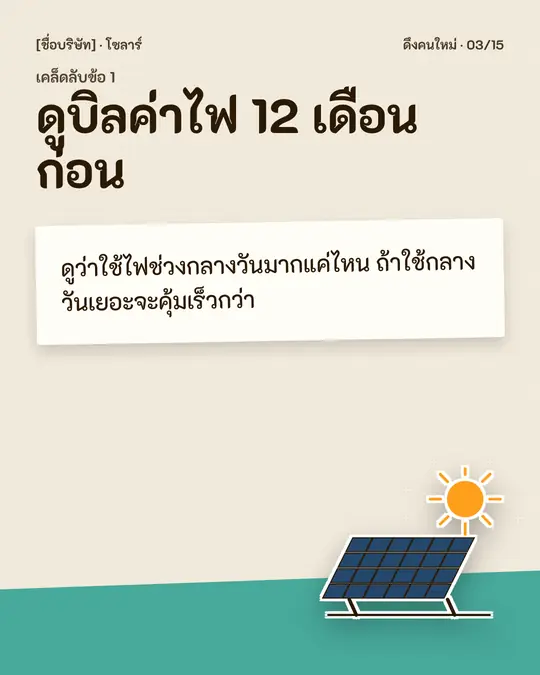 [ชื่อบริษัท] · โซลาร์
ดึงคนใหม่ · 03/15
เคล็ดลับข้อ 1
ดูบิลค่าไฟ 12 เดือน
ก่อน
ดูว่าใช้ไฟช่วงกลางวันมากแค่ไหน ถ้าใช้กลาง
วันเยอะจะคุ้มเร็วกว่า